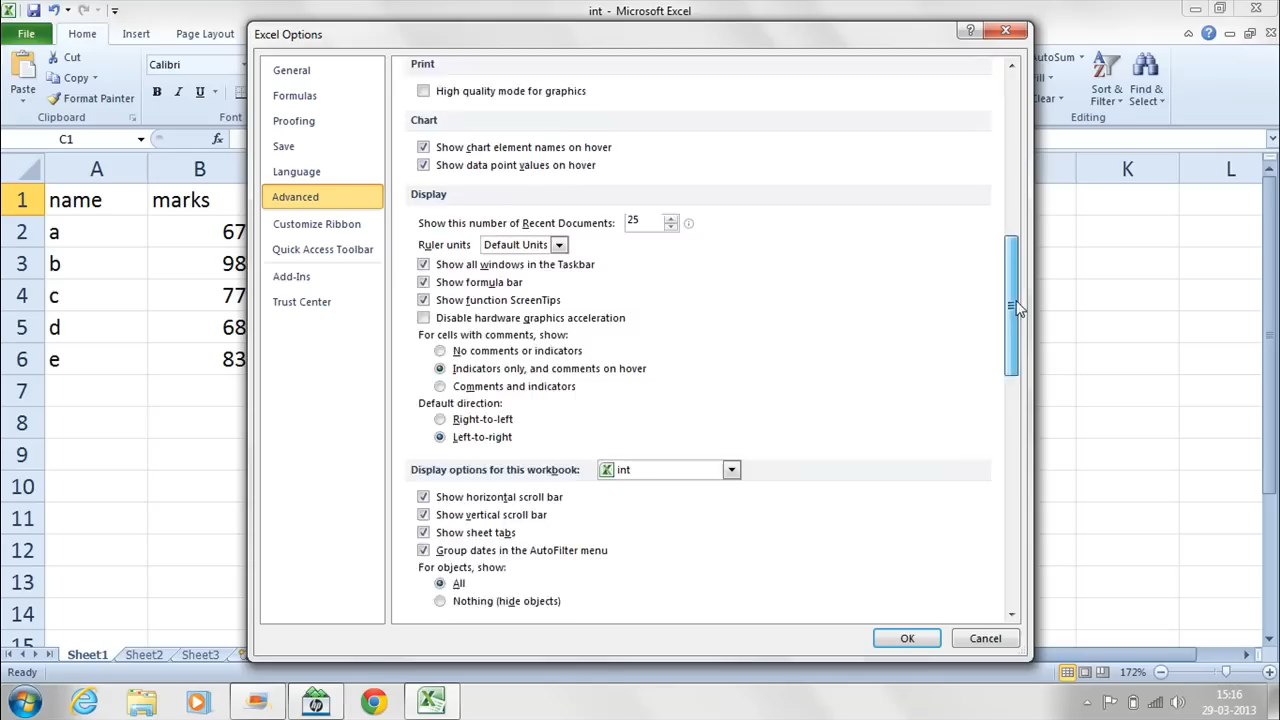 int - Microsoft Excel
File Home Insert Page Layout
Excel Options
Cut
Copy
Paste
Format Painter
Clipboard
Calibri
B I U
Font
AutoSum
Fill
Clear
Sort & Filter
Find & Select
Editing
C1
fx
A B K L
1 name marks
2 a 67
3 b 98
4 c 77
5 d 68
6 e 83
7
8
9
10
11
12
13
14
15
General
Formulas
Proofing
Save
Language
Advanced
Customize Ribbon
Quick Access Toolbar
Add-Ins
Trust Center
Print
High quality mode for graphics
Chart
Show chart element names on hover
Show data point values on hover
Display
Show this number of Recent Documents: 25
Ruler units Default Units
Show all windows in the Taskbar
Show formula bar
Show function ScreenTips
Disable hardware graphics acceleration
For cells with comments, show:
No comments or indicators
Indicators only, and comments on hover
Comments and indicators
Default direction:
Right-to-left
Left-to-right
Display options for this workbook: int
Show horizontal scroll bar
Show vertical scroll bar
Show sheet tabs
Group dates in the AutoFilter menu
For objects, show:
All
Nothing (hide objects)
OK Cancel
Sheet1 Sheet2 Sheet3
Ready 172%
15:16
29-03-2013